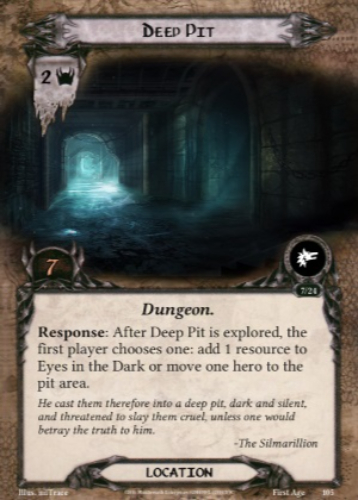 Deep Pit
2
7
7/24
Dungeon.
Response: After Deep Pit is explored, the
first player chooses one: add 1 resource to
Eyes in the Dark or move one hero to the
pit area.
He cast them therefore into a deep pit, dark and silent,
and threatened to slay them cruel, unless one would
betray the truth to him.
-The Silmarillion
LOCATION
First Age